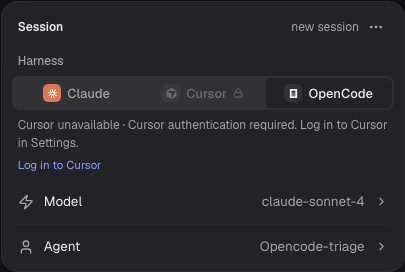 Session new session ···
Harness
Claude Cursor OpenCode
Cursor unavailable · Cursor authentication required. Log in to Cursor
in Settings.
Log in to Cursor
Model claude-sonnet-4
Agent Opencode-triage